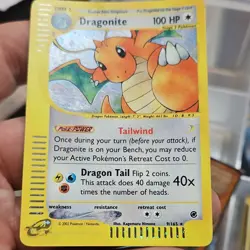 Dragonite
100 HP
Poké-POWER
Tailwind
Once during your turn (before your attack), if
Dragonite is on your Bench, you may reduce
your Active Pokémon's Retreat Cost to 0.
Dragon Tail Flip 2 coins.
This attack does 40 damage
times the number of heads.
40x
weakness
resistance
retreat cost
9/165